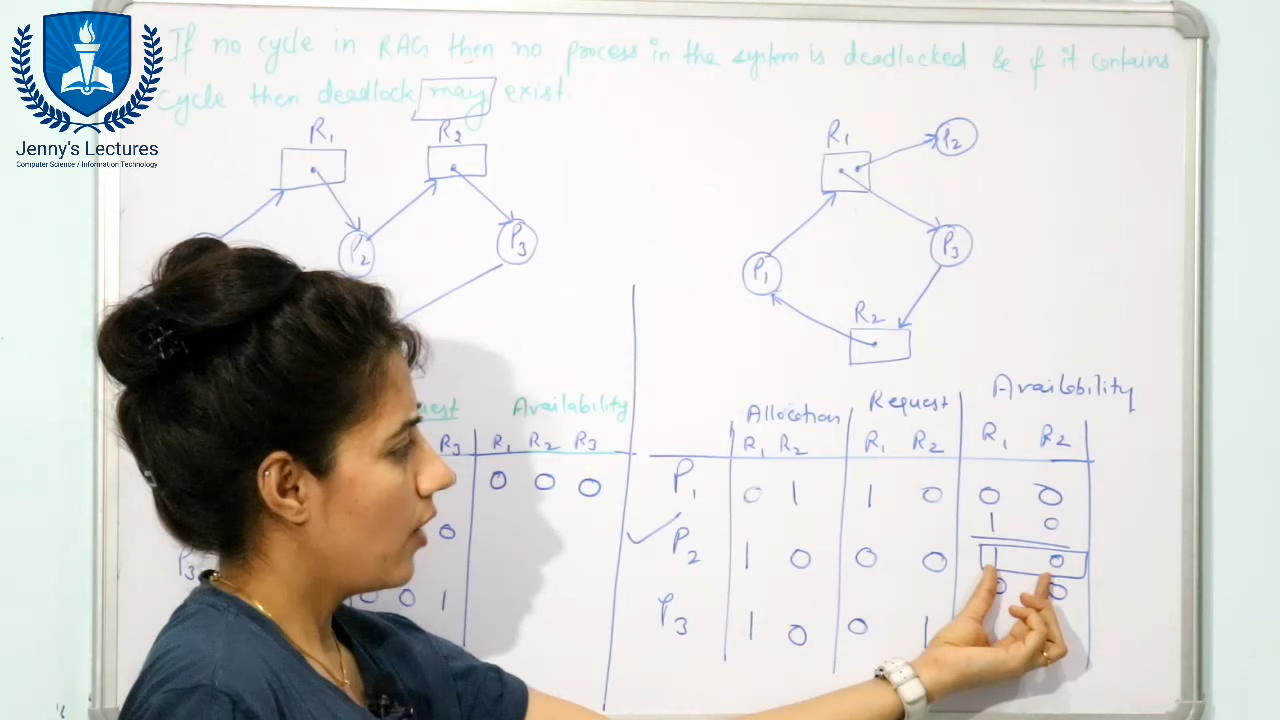 If no cycle in RAG then no process in the system is deadlocked & if it contains
cycle then deadlock may exist.
Jenny's Lectures
Computer Science / Information Technology
R1 R2
P2 P3
R1 P2
P1 P3
R2
Availability
R3 R1 R2 R3
0 0 0
0
P3 0 0 1
Allocation Request Availability
R1 R2 R1 R2 R1 R2
P1 0 1 1 0 0 0
1 0
P2 1 0 0 0 1 0
0 0
P3 1 0 0 1